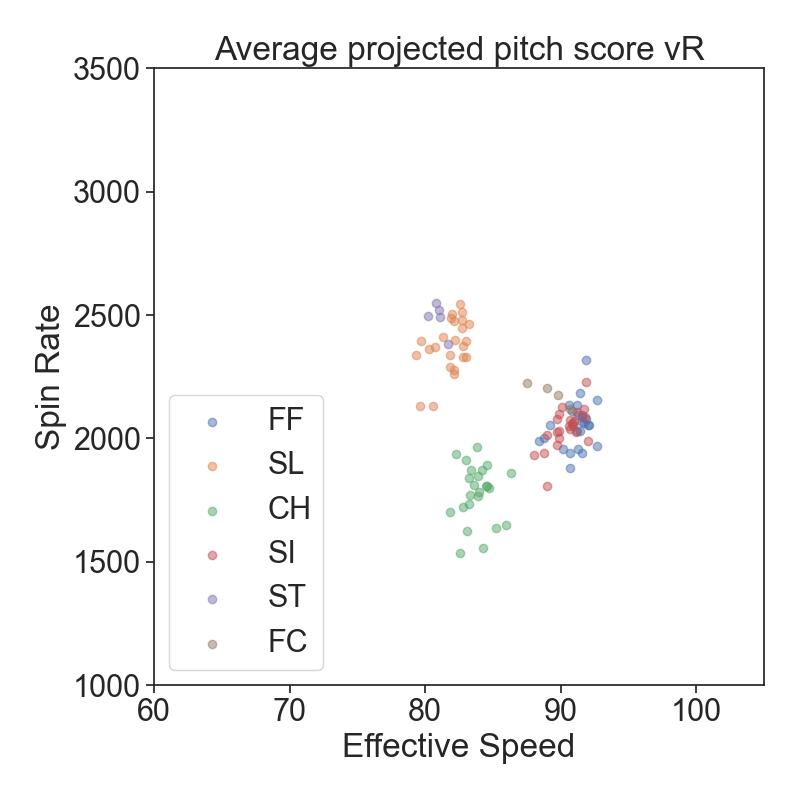 Average projected pitch score vR
3500
3000
2500
2000
1500
1000
Spin Rate
FF
SL
CH
SI
ST
FC
60 70 80 90 100
Effective Speed